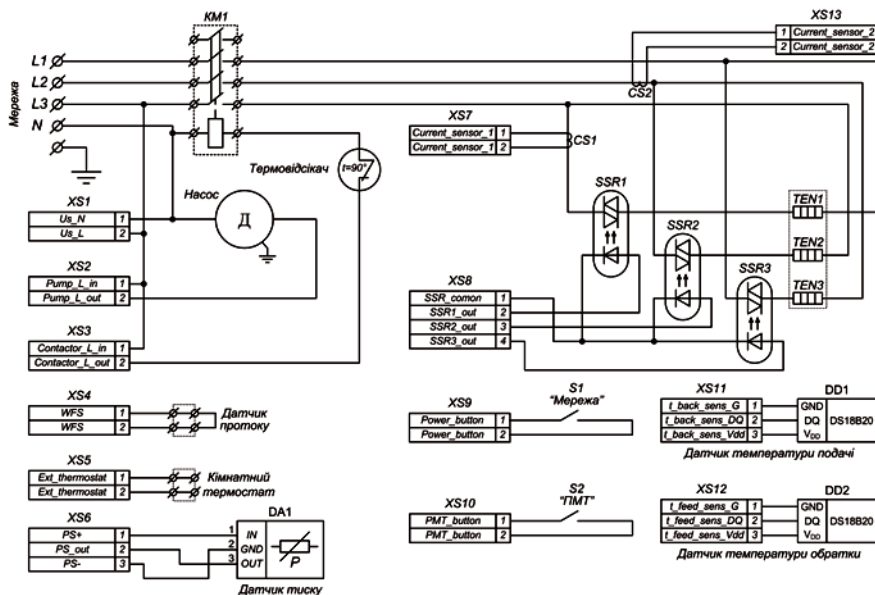 KM1
XS13
1 Current_sensor_2
2 Current_sensor_2
L1
L2
L3
N
Мережа
CS2
XS7
Current_sensor_1 1
Current_sensor_1 2
CS1
Термовідсікач
t=90°
Насос
Д
XS1
Us_N 1
Us_L 2
SSR1
SSR2
SSR3
TEN1
TEN2
TEN3
XS2
Pump_L_in 1
Pump_L_out 2
XS8
SSR_comon 1
SSR1_out 2
SSR2_out 3
SSR3_out 4
XS3
Contactor_L_in 1
Contactor_L_out 2
XS4
WFS 1
WFS 2
Датчик
протоку
XS9
Power_button 1
Power_button 2
S1
"Мережа"
XS11
t_back_sens_G 1
t_back_sens_DQ 2
t_back_sens_Vdd 3
DD1
GND
DQ
VDD
DS18B20
Датчик температури подачі
XS5
Ext_thermostat 1
Ext_thermostat 2
Кімнатний
термостат
XS6
PS+ 1
PS_out 2
PS- 3
DA1
1 IN
2 GND
3 OUT
P
Датчик тиску
XS10
PMT_button 1
PMT_button 2
S2
"ПМТ"
XS12
t_feed_sens_G 1
t_feed_sens_DQ 2
t_feed_sens_Vdd 3
DD2
GND
DQ
VDD
DS18B20
Датчик температури обратки